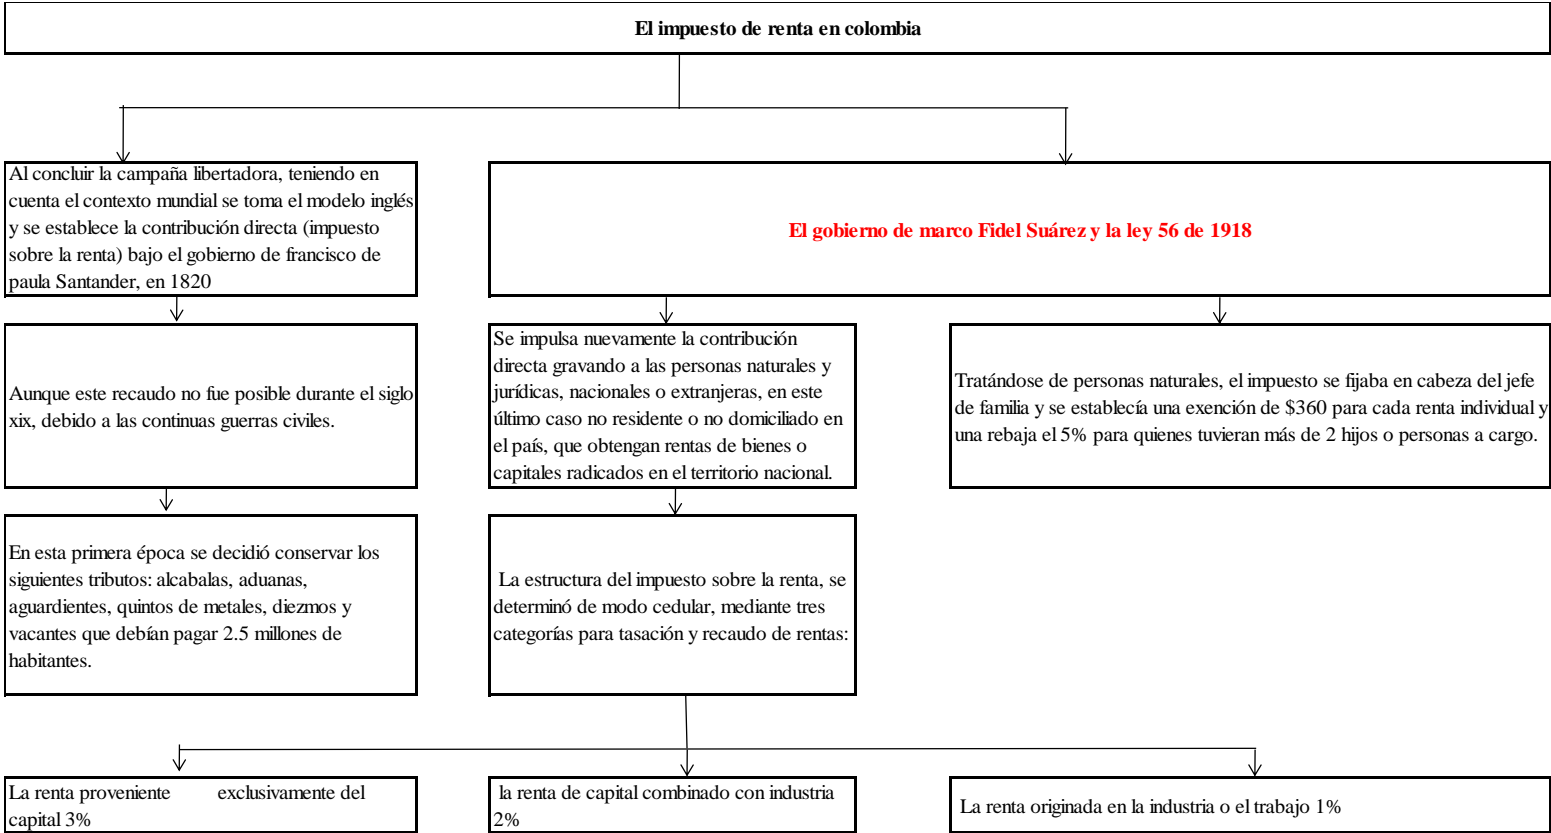 El impuesto de renta en colombia
Al concluir la campaña libertadora, teniendo en
cuenta el contexto mundial se toma el modelo inglés
y se establece la contribución directa (impuesto
sobre la renta) bajo el gobierno de francisco de
paula Santander, en 1820
El gobierno de marco Fidel Suárez y la ley 56 de 1918
Aunque este recaudo no fue posible durante el siglo
xix, debido a las continuas guerras civiles.
Se impulsa nuevamente la contribución
directa gravando a las personas naturales y
jurídicas, nacionales o extranjeras, en este
último caso no residente o no domiciliado en
el país, que obtengan rentas de bienes o
capitales radicados en el territorio nacional.
Tratándose de personas naturales, el impuesto se fijaba en cabeza del jefe
de familia y se establecía una exención de $360 para cada renta individual y
una rebaja el 5% para quienes tuvieran más de 2 hijos o personas a cargo.
En esta primera época se decidió conservar los
siguientes tributos: alcabalas, aduanas,
aguardientes, quintos de metales, diezmos y
vacantes que debían pagar 2.5 millones de
habitantes.
La estructura del impuesto sobre la renta, se
determinó de modo cedular, mediante tres
categorías para tasación y recaudo de rentas:
La renta proveniente exclusivamente del
capital 3%
la renta de capital combinado con industria
2%
La renta originada en la industria o el trabajo 1%